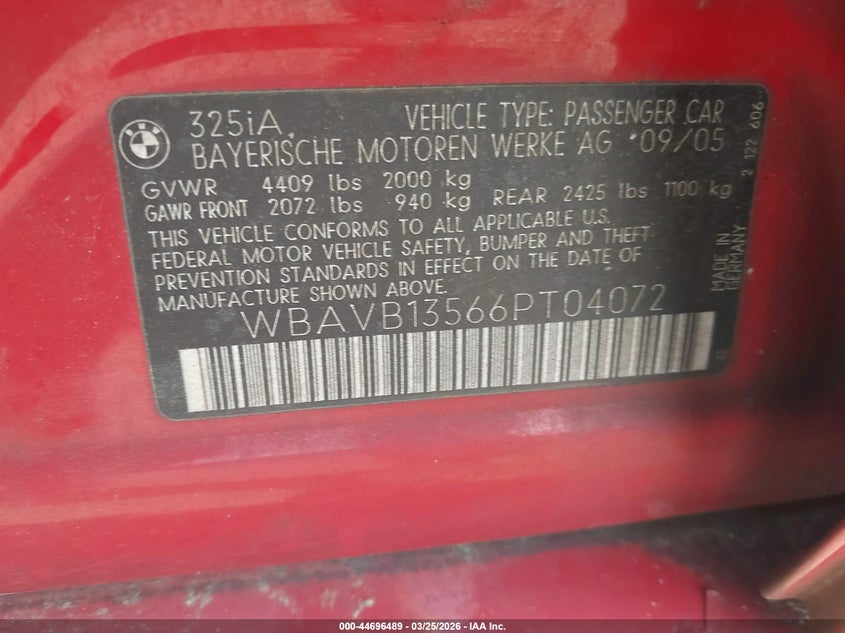 325iA VEHICLE TYPE: PASSENGER CAR
BAYERISCHE MOTOREN WERKE AG *09/05
GVWR 4409 lbs 2000 kg
GAWR FRONT 2072 lbs 940 kg REAR 2425 lbs 1100 kg
THIS VEHICLE CONFORMS TO ALL APPLICABLE U.S.
FEDERAL MOTOR VEHICLE SAFETY, BUMPER AND THEFT
PREVENTION STANDARDS IN EFFECT ON THE DATE OF
MANUFACTURE SHOWN ABOVE.
WBAVB13566PT04072
2 122 606
MADE IN
GERMANY
000-44696489 - 03/25/2026 - IAA Inc.